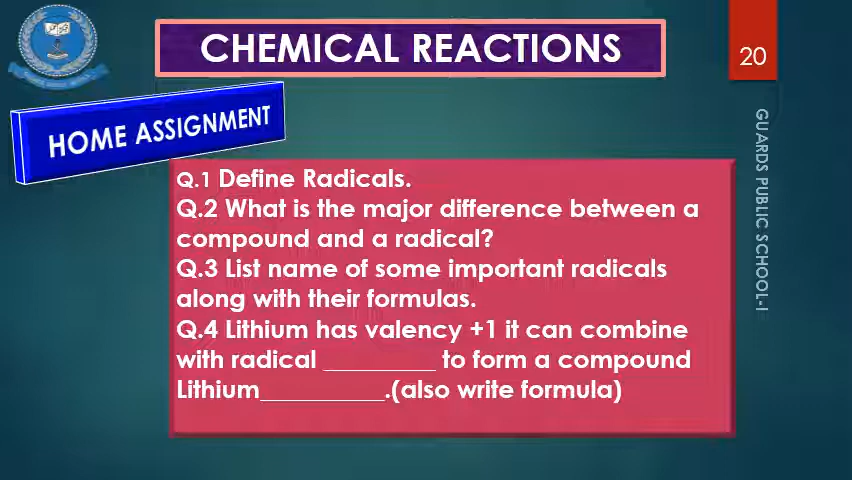 CHEMICAL REACTIONS
20
HOME ASSIGNMENT
GUARDS PUBLIC SCHOOL-I
Q.1 Define Radicals.
Q.2 What is the major difference between a
compound and a radical?
Q.3 List name of some important radicals
along with their formulas.
Q.4 Lithium has valency +1 it can combine
with radical _________ to form a compound
Lithium__________.(also write formula)